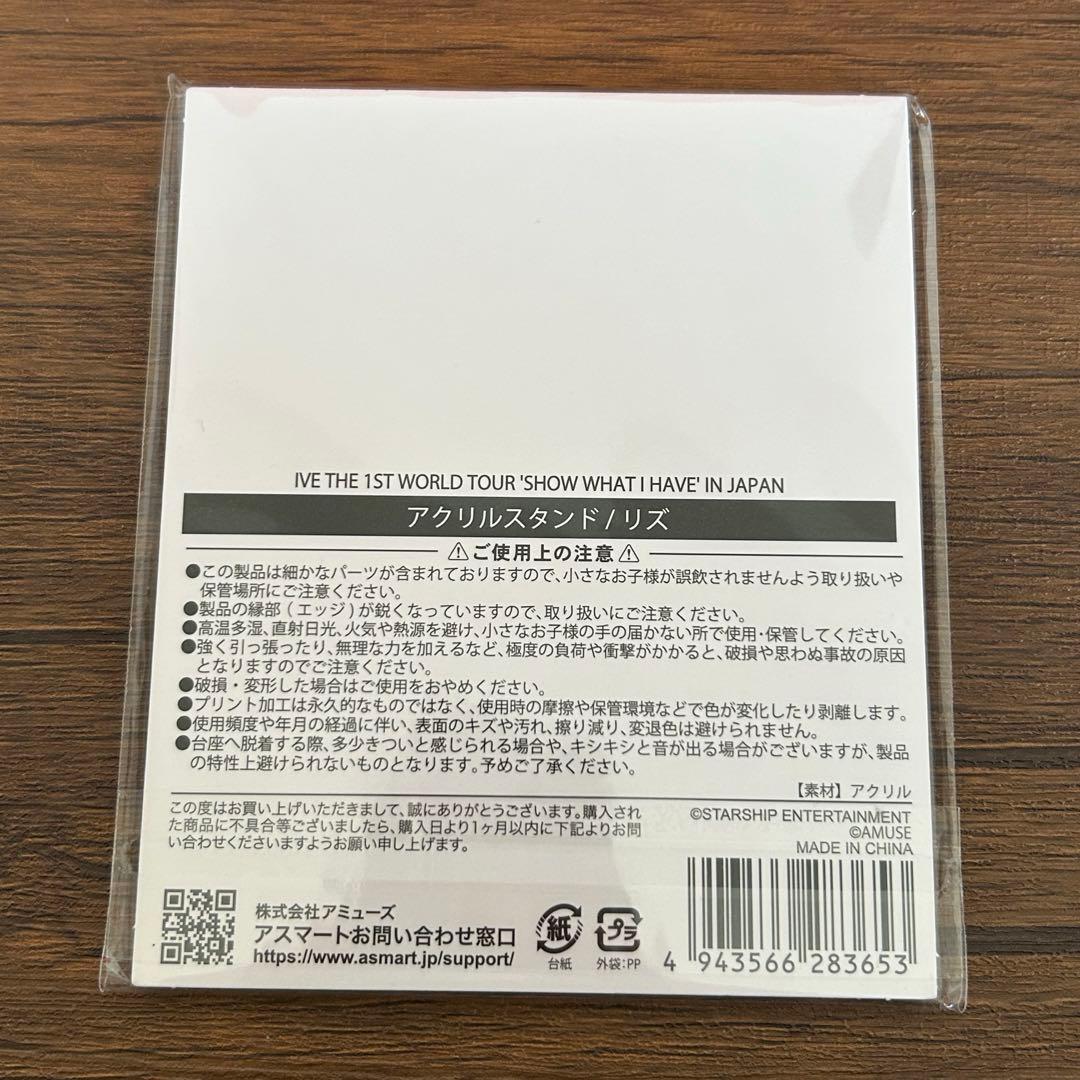 IVE THE 1ST WORLD TOUR 'SHOW WHAT I HAVE' IN JAPAN
アクリルスタンド / リズ
⚠ご使用上の注意⚠
●この製品は細かなパーツが含まれておりますので、小さなお子様が誤飲されませんよう取り扱いや
保管場所にご注意ください。
●製品の縁部 ( エッジ ) が鋭くなっていますので、取り扱いにご注意ください。
●高温多湿、直射日光、火気や熱源を避け、小さなお子様の手の届かない所で使用・保管してください。
●強く引っ張ったり、無理な力を加えるなど、極度の負荷や衝撃がかかると、破損や思わぬ事故の原因
となりますのでご注意ください。
●破損・変形した場合はご使用をおやめください。
●プリント加工は永久的なものではなく、使用時の摩擦や保管環境などで色が変化したり剥離します。
●使用頻度や年月の経過に伴い、表面のキズや汚れ、擦り減り、変退色は避けられません。
●台座へ脱着する際、多少きついと感じられる場合や、キシキシと音が出る場合がございますが、製品
の特性上避けられないものとなります。予めご了承ください。
【素材】アクリル
この度はお買い上げいただきまして、誠にありがとうございます。購入され
た商品に不具合等ございましたら、購入日より1ヶ月以内に下記よりお問
い合わせくださいますようお願い申し上げます。
©STARSHIP ENTERTAINMENT
©AMUSE
MADE IN CHINA
株式会社アミューズ
アスマートお問い合わせ窓口
https://www.asmart.jp/support/
紙
台紙
プラ
外袋:PP
4 943566 283653